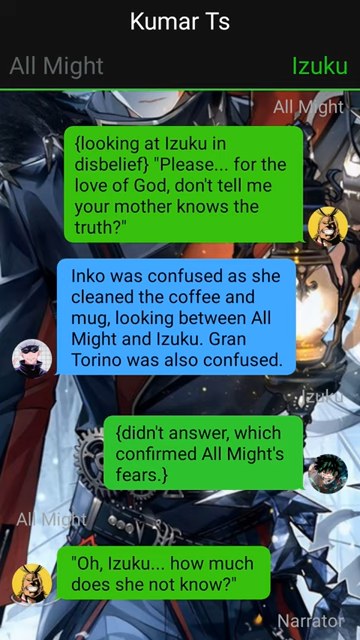 Kumar Ts
All Might
Izuku
All Might
{looking at Izuku in
disbelief} "Please... for the
love of God, don't tell me
your mother knows the
truth?"
Inko was confused as she
cleaned the coffee and
mug, looking between All
Might and Izuku. Gran
Torino was also confused.
Izuku
{didn't answer, which
confirmed All Might's
fears.}
All Might
"Oh, Izuku... how much
does she not know?"
Narrator